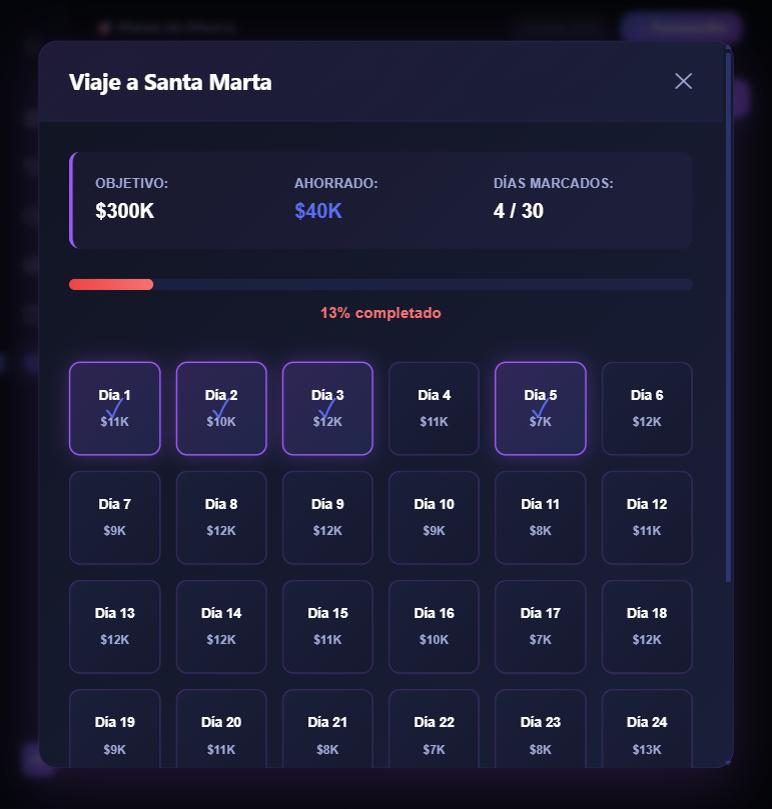 Viaje a Santa Marta
OBJETIVO: AHORRADO: DÍAS MARCADOS:
$300K $40K 4 / 30
13% completado
Día 1 Día 2 Día 3 Día 4 Día 5 Día 6
$11K $10K $12K $11K $7K $12K
Día 7 Día 8 Día 9 Día 10 Día 11 Día 12
$9K $12K $12K $9K $8K $11K
Día 13 Día 14 Día 15 Día 16 Día 17 Día 18
$12K $12K $11K $10K $7K $12K
Día 19 Día 20 Día 21 Día 22 Día 23 Día 24
$9K $11K $8K $7K $8K $13K